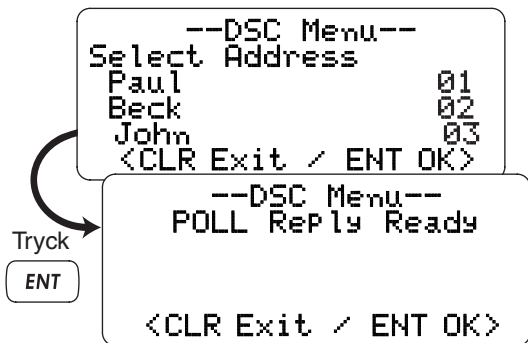 --DSC Menu--
Select Address
Paul 01
Beck 02
John 03
<CLR Exit / ENT OK>
--DSC Menu--
POLL Reply Ready
Tryck
ENT
<CLR Exit / ENT OK>